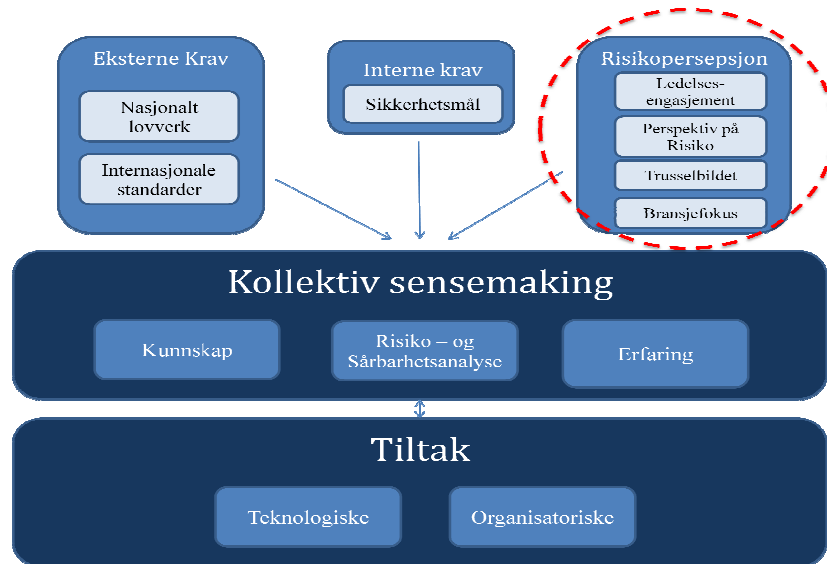 Eksterne Krav
Nasjonalt
lovverk
Internasjonale
standarder
Interne krav
Sikkerhetsmål
Risikopersepsjon
Ledelses-
engasjement
Perspektiv på
Risiko
Trusselbildet
Bransjefokus
Kollektiv sensemaking
Kunnskap
Risiko – og
Sårbarhetsanalyse
Erfaring
Tiltak
Teknologiske
Organisatoriske